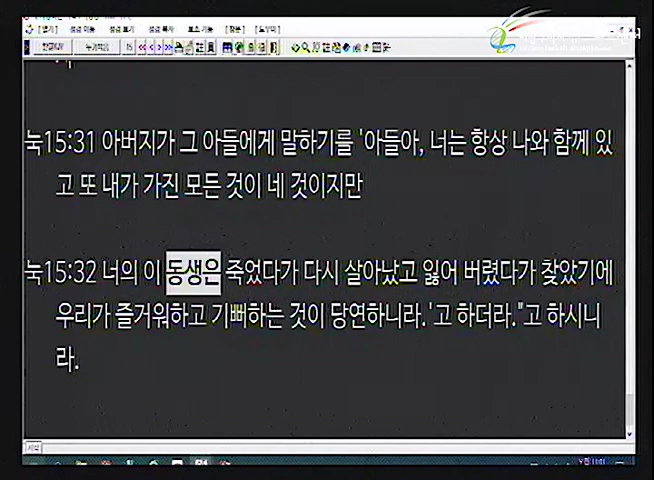 눅15:31 아버지가 그 아들에게 말하기를 '아들아, 너는 항상 나와 함께 있
고 또 내가 가진 모든 것이 네 것이지만
눅15:32 너의 이 동생은 죽었다가 다시 살아났고 잃어 버렸다가 찾았기에
우리가 즐거워하고 기뻐하는 것이 당연하니라.'고 하더라."고 하시니
라.